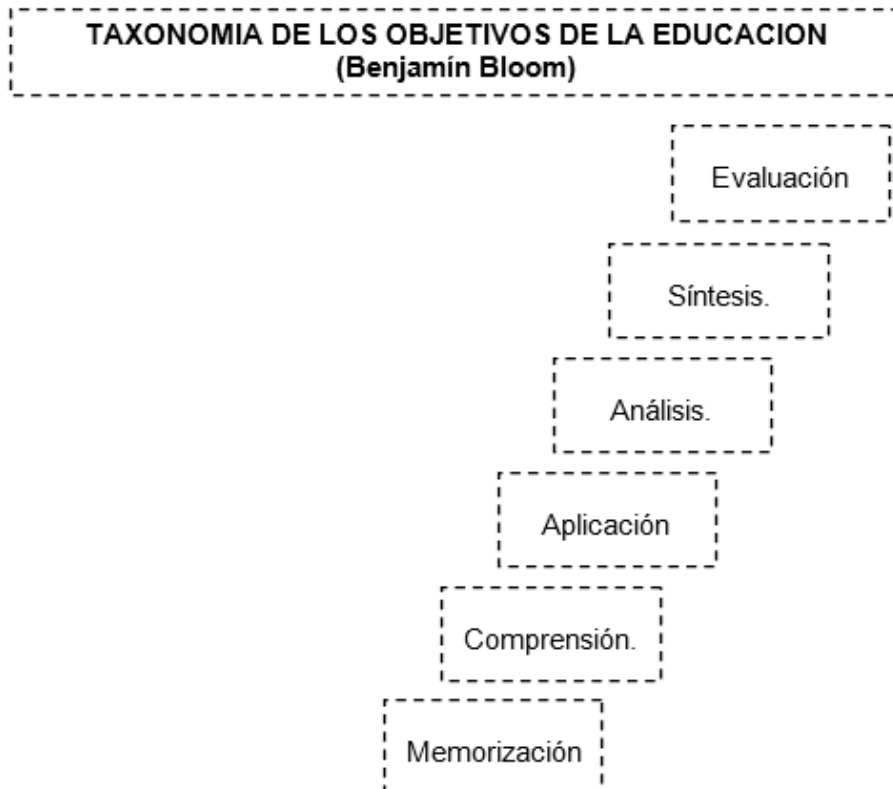 TAXONOMIA DE LOS OBJETIVOS DE LA EDUCACION
(Benjamín Bloom)
Evaluación
Síntesis.
Análisis.
Aplicación
Comprensión.
Memorización